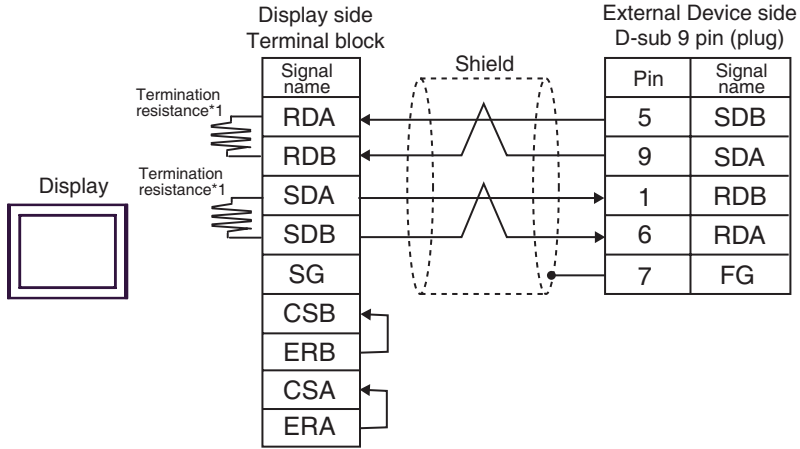 Display side
Terminal block
External Device side
D-sub 9 pin (plug)
Shield
Signal name
Pin
Signal name
Termination resistance*1
RDA
5
SDB
RDB
9
SDA
Termination resistance*1
Display
SDA
1
RDB
SDB
6
RDA
SG
7
FG
CSB
ERB
CSA
ERA